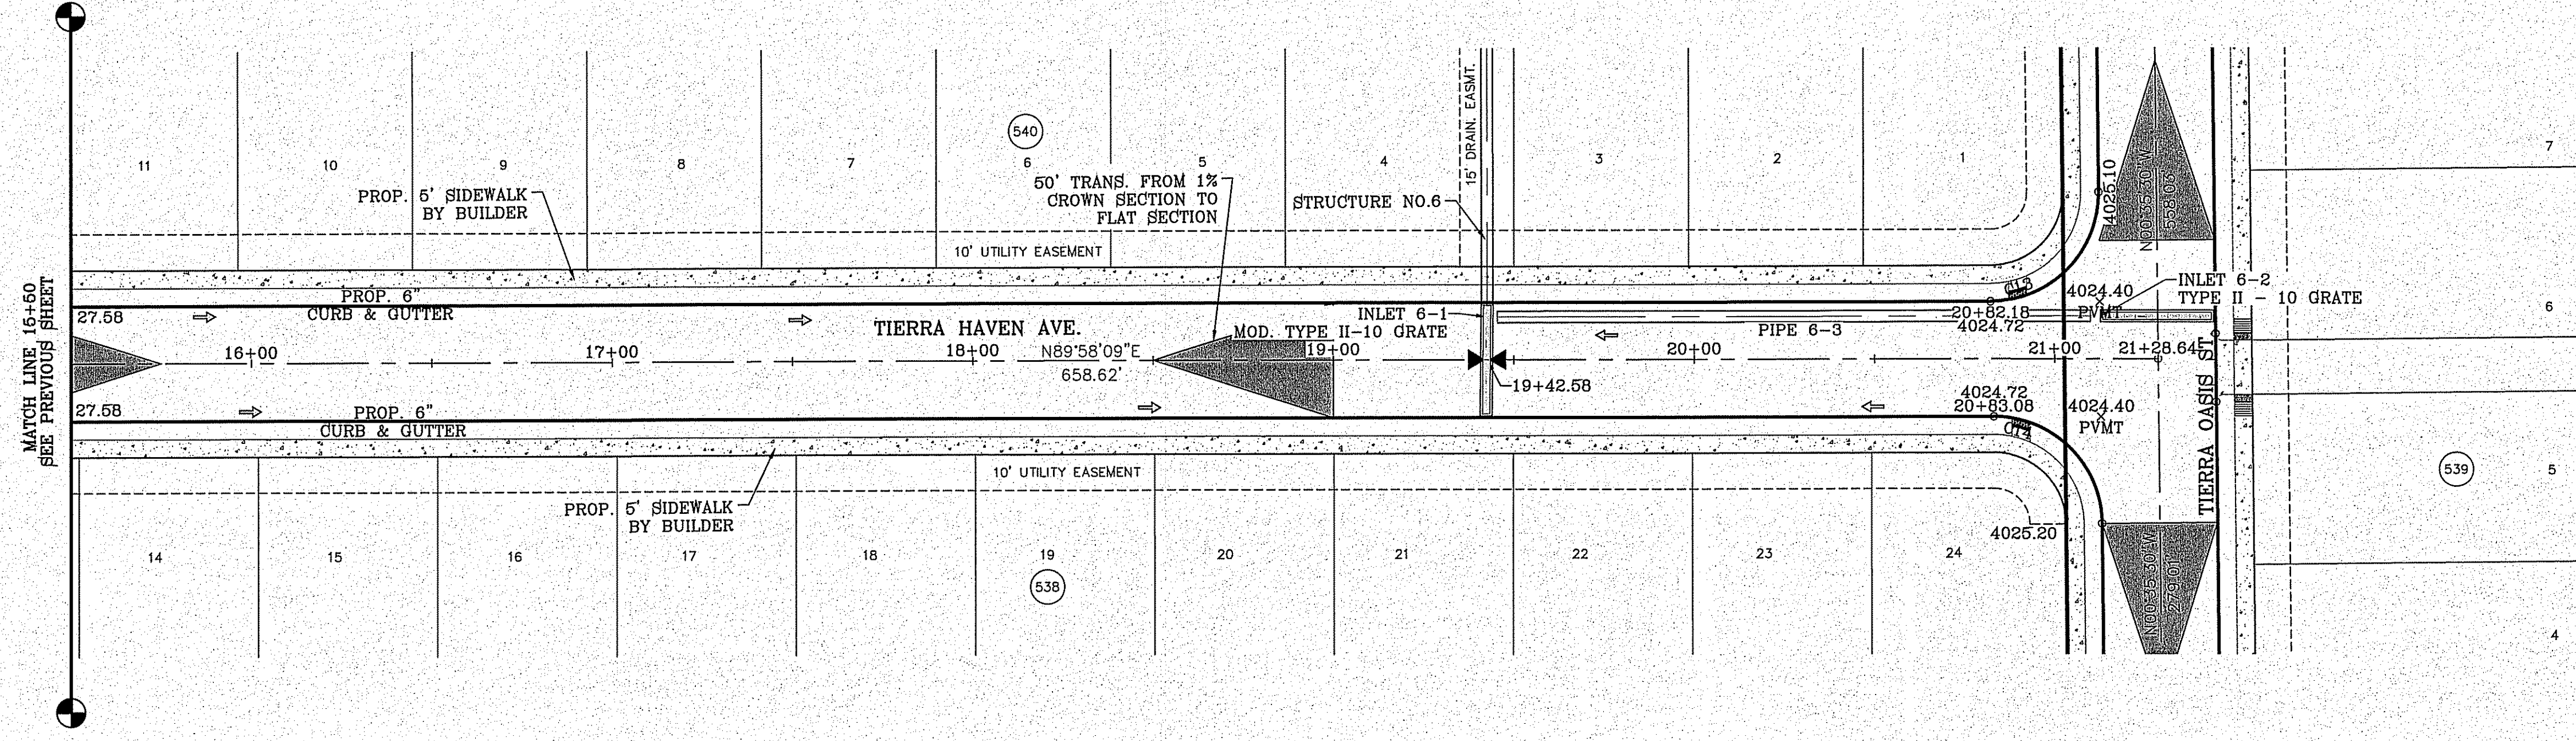 MATCH LINE 15+50
SEE PREVIOUS SHEET
11
10
9
8
7
540
6
5
4
3
2
1
7
PROP. 5' SIDEWALK
BY BUILDER
50' TRANS. FROM 1%
CROWN SECTION TO
FLAT SECTION
STRUCTURE NO.6
15' DRAIN. EASMT.
4025.10
N00°35'30"W
558.03'
10' UTILITY EASEMENT
PROP. 6"
CURB & GUTTER
27.58
TIERRA HAVEN AVE.
INLET 6-1
MOD. TYPE II-10 GRATE
PIPE 6-3
20+82.18
4024.72
4024.40
PVMT
INLET 6-2
TYPE II - 10 GRATE
6
16+00
17+00
18+00
N89°58'09"E
658.62'
19+00
19+42.58
20+00
21+00
21+28.64
TIERRA OASIS ST.
27.58
PROP. 6"
CURB & GUTTER
4024.72
20+83.08
4024.40
PVMT
10' UTILITY EASEMENT
539
5
PROP. 5' SIDEWALK
BY BUILDER
4025.20
N00°35'30"W
14
15
16
17
18
19
20
21
22
23
24
538
4